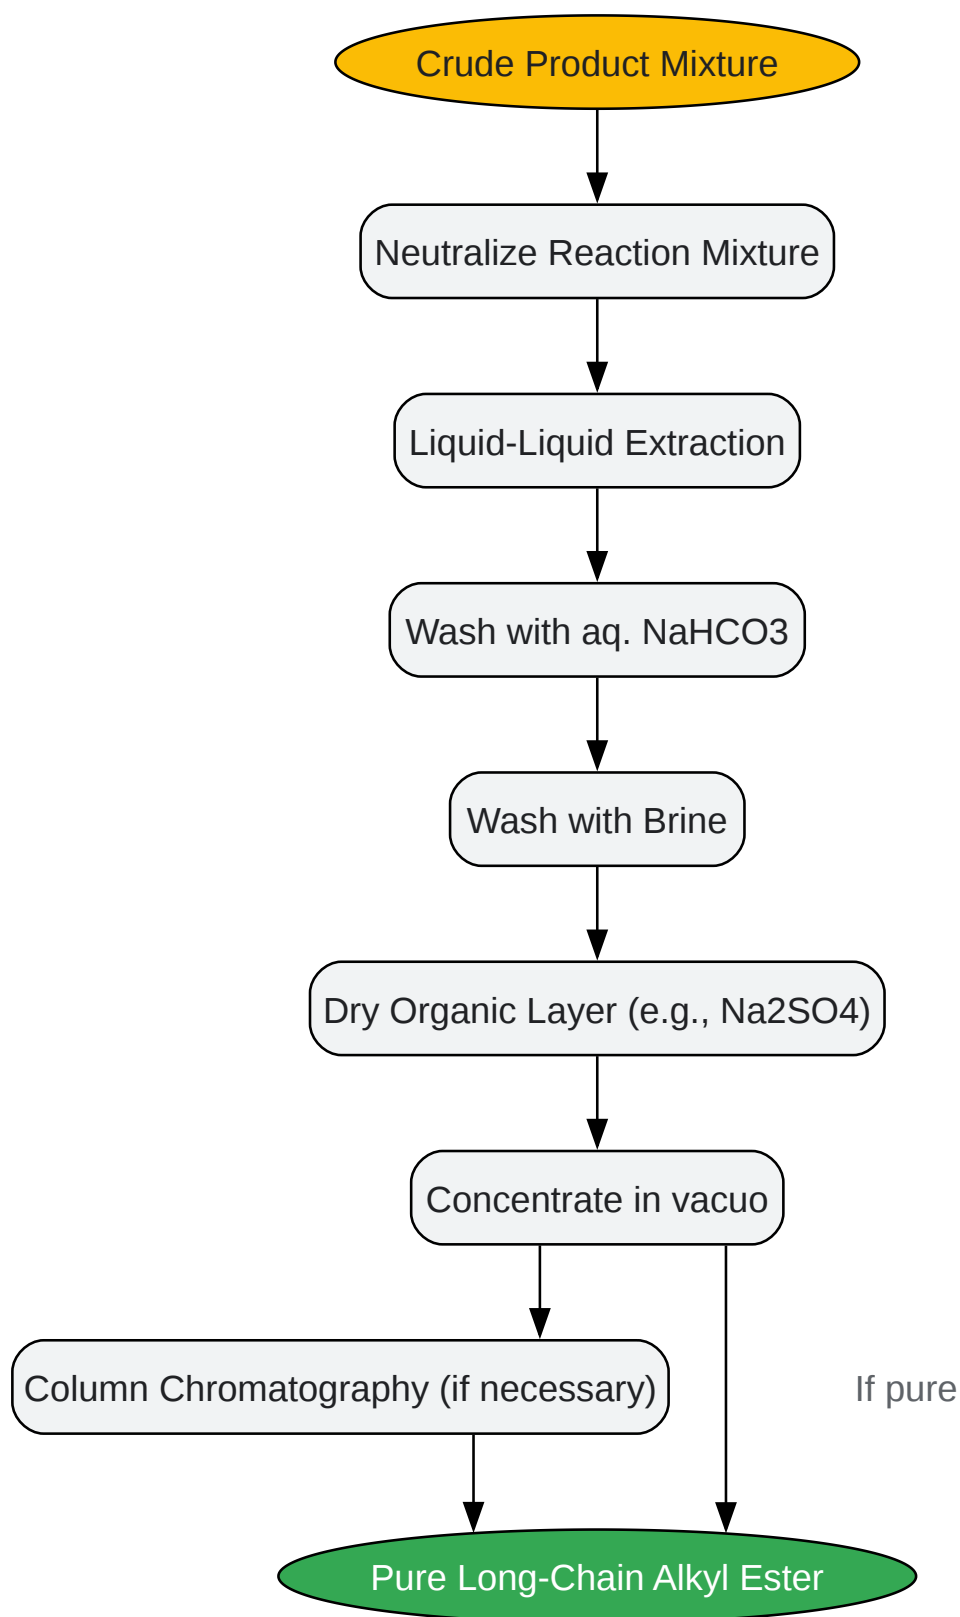 Crude Product Mixture
Neutralize Reaction Mixture
Liquid-Liquid Extraction
Wash with aq. NaHCO3
Wash with Brine
Dry Organic Layer (e.g., Na2SO4)
Concentrate in vacuo
Column Chromatography (if necessary)
If pure
Pure Long-Chain Alkyl Ester